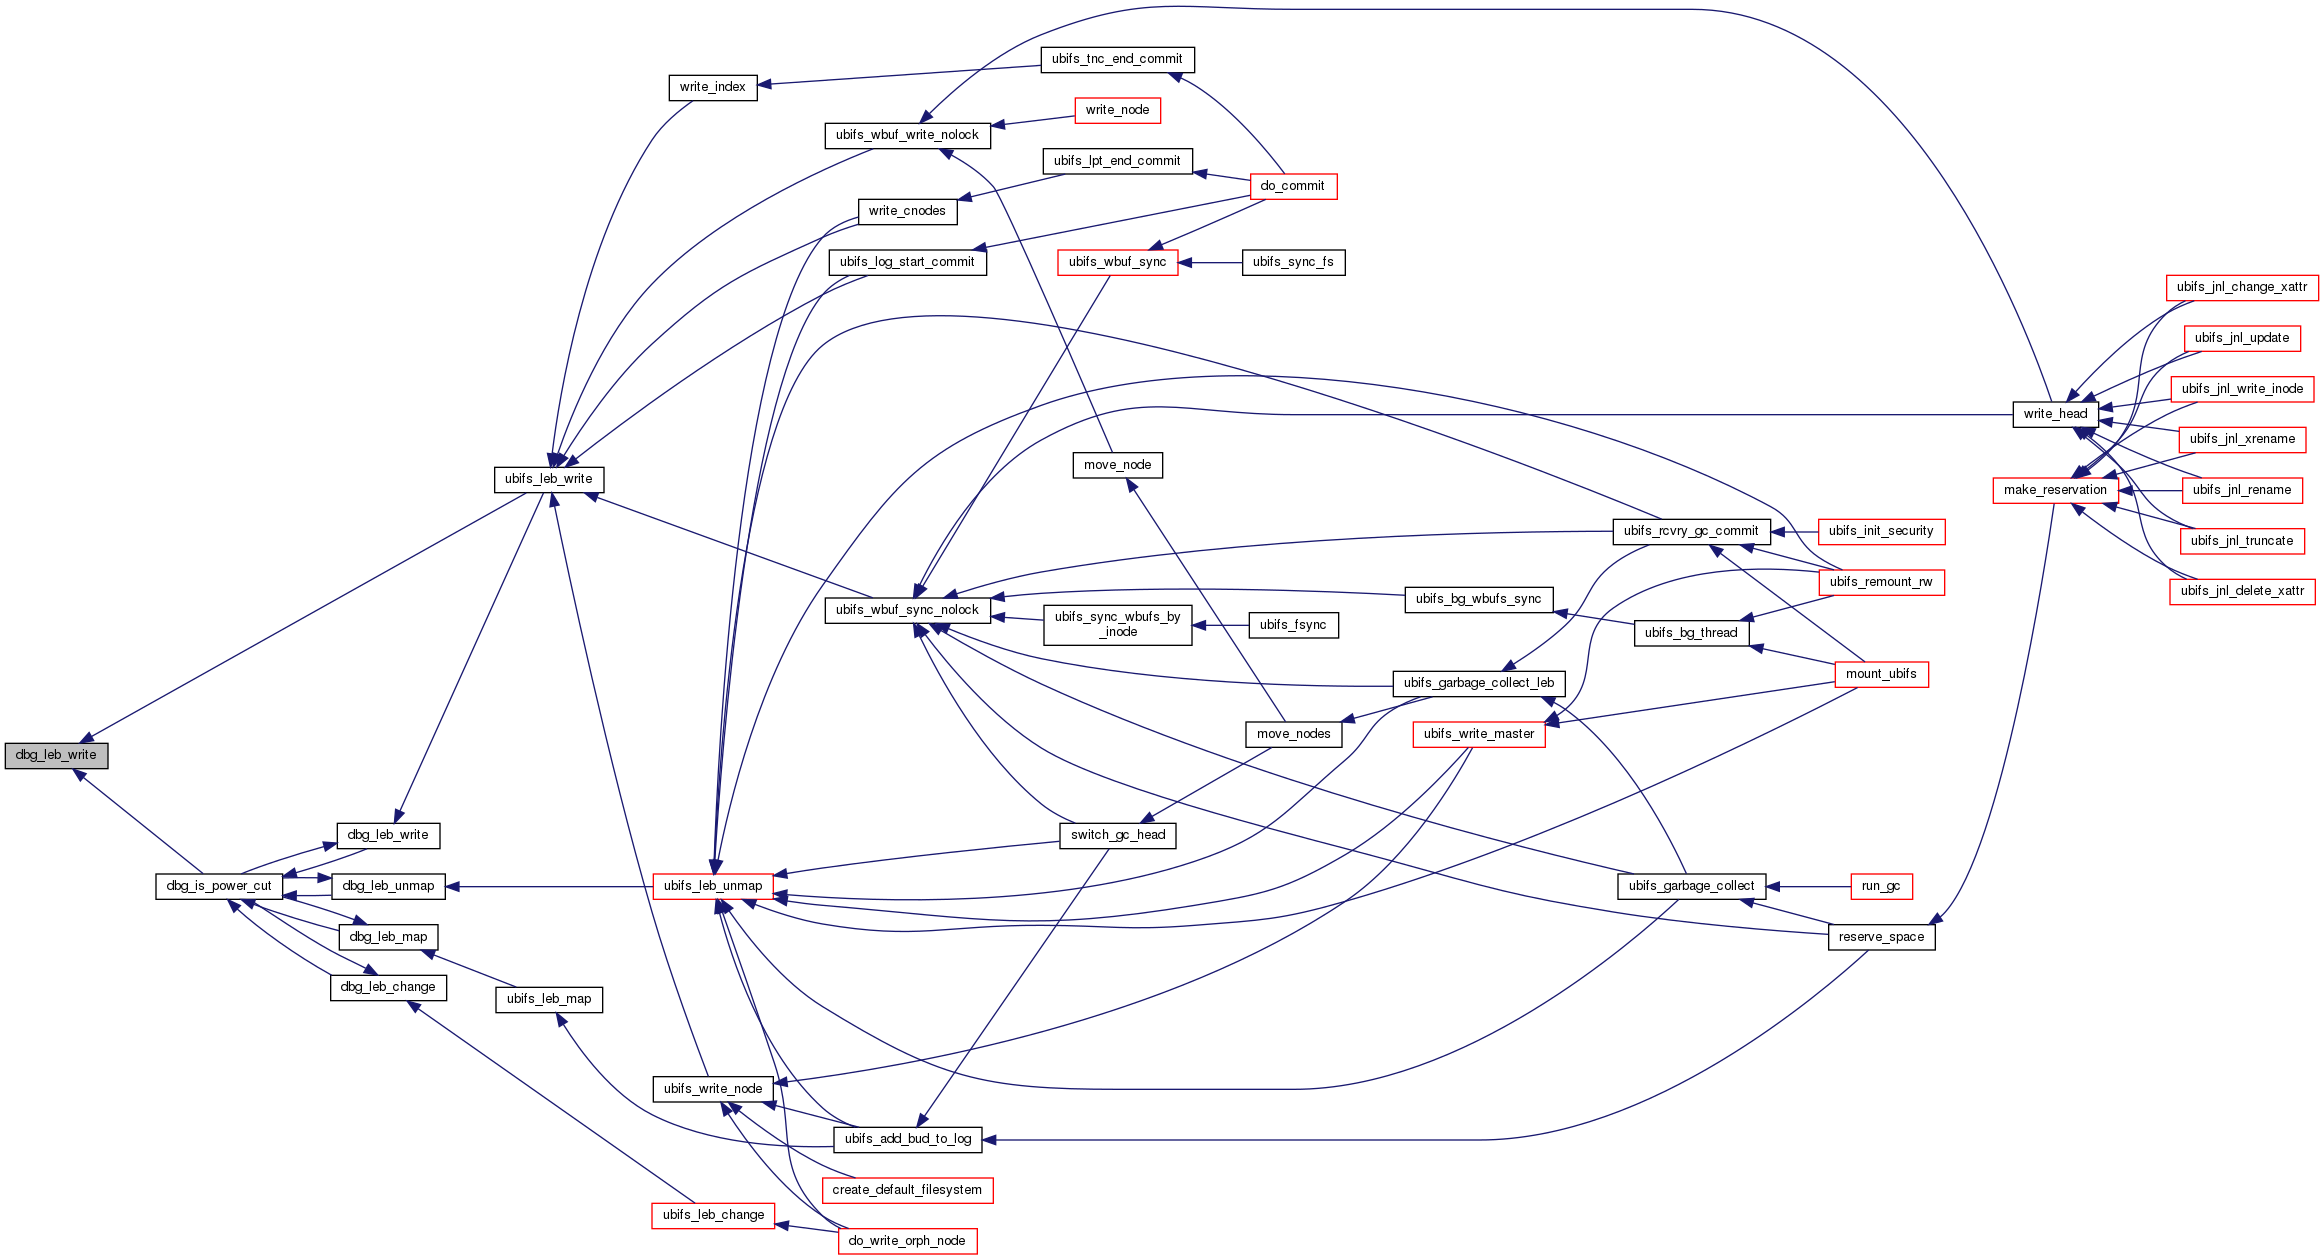 ubifs_tnc_end_commit
write_index
write_node
ubifs_wbuf_write_nolock
ubifs_lpt_end_commit
do_commit
write_cnodes
ubifs_log_start_commit
ubifs_wbuf_sync
ubifs_sync_fs
ubifs_jnl_change_xattr
ubifs_jnl_update
ubifs_jnl_write_inode
write_head
ubifs_jnl_xrename
move_node
ubifs_leb_write
make_reservation
ubifs_jnl_rename
ubifs_rcvry_gc_commit
ubifs_init_security
ubifs_jnl_truncate
ubifs_remount_rw
ubifs_jnl_delete_xattr
ubifs_wbuf_sync_nolock
ubifs_bg_wbufs_sync
ubifs_sync_wbufs_by
_inode
ubifs_fsync
ubifs_bg_thread
mount_ubifs
ubifs_garbage_collect_leb
move_nodes
ubifs_write_master
dbg_leb_write
dbg_leb_write
switch_gc_head
dbg_is_power_cut
dbg_leb_unmap
ubifs_leb_unmap
ubifs_garbage_collect
run_gc
dbg_leb_map
reserve_space
dbg_leb_change
ubifs_leb_map
ubifs_write_node
ubifs_add_bud_to_log
create_default_filesystem
ubifs_leb_change
do_write_orph_node